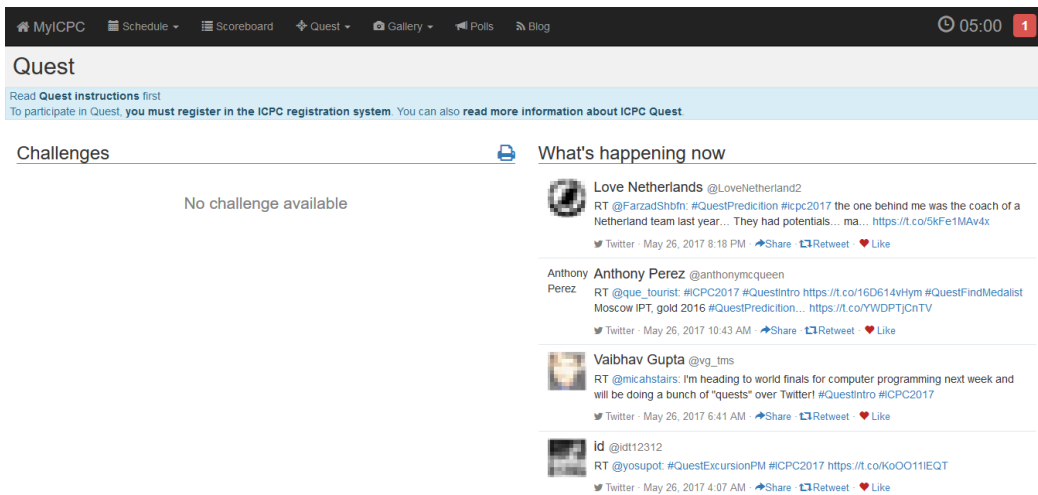 MyICPC Schedule Scoreboard Quest Gallery Polls Blog 05:00 1
Quest
Read Quest instructions first
To participate in Quest, you must register in the ICPC registration system. You can also read more information about ICPC Quest.
Challenges
No challenge available
What's happening now
Love Netherlands @LoveNetherland2
RT @FarzadShbfn: #QuestPredicition #icpc2017 the one behind me was the coach of a
Netherland team last year… They had potentials… ma… https://t.co/5kFe1MAv4x
Twitter · May 26, 2017 8:18 PM · Share · Retweet · Like
Anthony
Perez
Anthony Perez @anthonymcqueen
RT @que_tourist: #ICPC2017 #QuestIntro https://t.co/16D614vHym #QuestFindMedalist
Moscow IPT, gold 2016 #QuestPredicition… https://t.co/YWDPTjCnTV
Twitter · May 26, 2017 10:43 AM · Share · Retweet · Like
Vaibhav Gupta @vg_tms
RT @micahstairs: I'm heading to world finals for computer programming next week and
will be doing a bunch of "quests" over Twitter! #QuestIntro #ICPC2017
Twitter · May 26, 2017 6:41 AM · Share · Retweet · Like
id @idt12312
RT @yosupot: #QuestExcursionPM #ICPC2017 https://t.co/KoOO11lEQT
Twitter · May 26, 2017 4:07 AM · Share · Retweet · Like